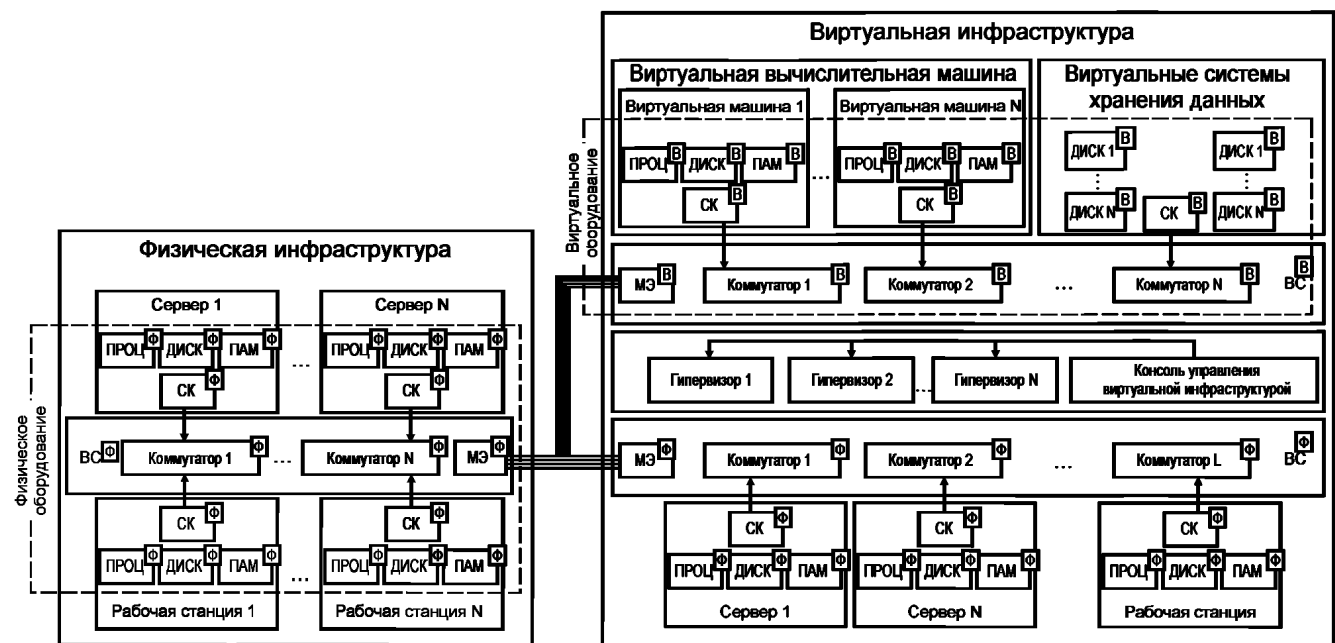 Виртуальная инфраструктура
Виртуальная вычислительная машина
Виртуальные системы
хранения данных
Виртуальная машина 1
Виртуальная машина N
ПРОЦ В ДИСК В ПАМ В
СК В
...
ПРОЦ В ДИСК В ПАМ В
СК В
ДИСК 1 В
ДИСК N В
СК В
ДИСК 1 В
ДИСК N В
Виртуальное
оборудование
МЭ В
Коммутатор 1 В
Коммутатор 2 В
...
Коммутатор N В
ВС В
Гипервизор 1
Гипервизор 2
...
Гипервизор N
Консоль управления
виртуальной инфраструктурой
МЭ Ф
Коммутатор 1 Ф
Коммутатор 2 Ф
...
Коммутатор L Ф
ВС Ф
СК Ф
ПРОЦ Ф ДИСК Ф ПАМ Ф
Сервер 1
СК Ф
ПРОЦ Ф ДИСК Ф ПАМ Ф
Сервер N
СК Ф
ПРОЦ Ф ДИСК Ф ПАМ Ф
Рабочая станция
Физическая инфраструктура
Сервер 1
ПРОЦ Ф ДИСК Ф ПАМ Ф
СК Ф
...
Сервер N
ПРОЦ Ф ДИСК Ф ПАМ Ф
СК Ф
Физическое
оборудование
ВС Ф
Коммутатор 1 Ф
...
Коммутатор N Ф
МЭ Ф
СК Ф
ПРОЦ Ф ДИСК Ф ПАМ Ф
Рабочая станция 1
...
СК Ф
ПРОЦ Ф ДИСК Ф ПАМ Ф
Рабочая станция N